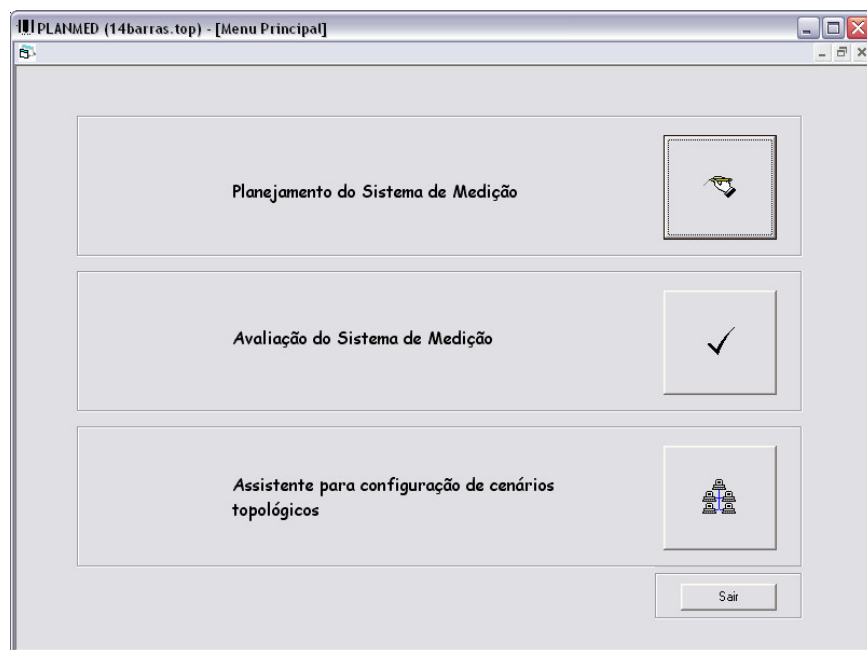 PLANMED (14barras.top) - [Menu Principal]
Planejamento do Sistema de Medição
Avaliação do Sistema de Medição
Assistente para configuração de cenários
topológicos
Sair